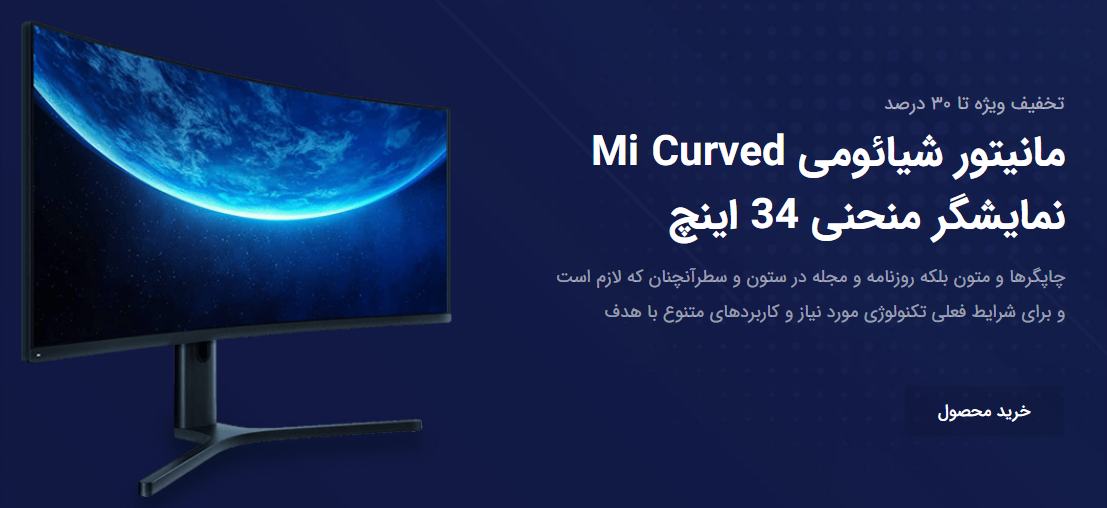 تخفیف ویژه تا ۳۰ درصد
مانیتور شیائومی Mi Curved
نمایشگر منحنی 34 اینچ
چاپگرها و متون بلکه روزنامه و مجله در ستون و سطرآنچنان که لازم است
و برای شرایط فعلی تکنولوژی مورد نیاز و کاربردهای متنوع با هدف
خرید محصول